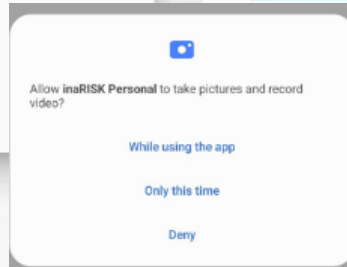 Allow inaRISK Personal to take pictures and record
video?
While using the app
Only this time
Deny